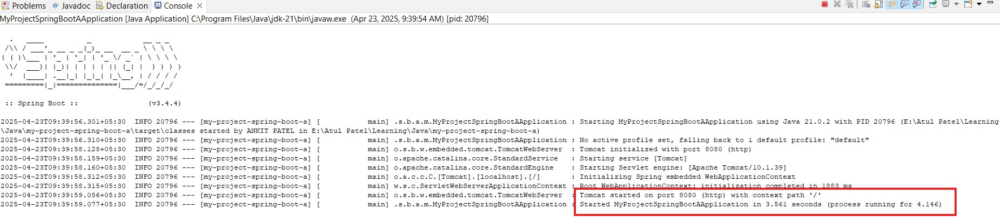 Problems @ Javadoc Declaration Console
MyProjectSpringBootAApplication [Java Application] C:\Program Files\Java\jdk-21\bin\javaw.exe (Apr 23, 2025, 9:39:54 AM) [pid: 20796]
  .   ____          _            __ _ _
 /\\ / ___'_ __ _ _(_)_ __  __ _ \ \ \ \
( ( )\___ | '_ | '_| | '_ \/ _` | \ \ \ \
 \\/  ___)| |_)| | | | | || (_| |  ) ) ) )
  '  |____| .__|_| |_|_| |_\__, | / / / /
 =========|_|==============|___/=/_/_/_/
 :: Spring Boot ::                (v3.4.4)
2025-04-23T09:39:56.301+05:30  INFO 20796 --- [my-project-spring-boot-a] [           main] .s.b.a.m.MyProjectSpringBootAApplication : Starting MyProjectSpringBootAApplication using Java 21.0.2 with PID 20796 (E:\Atul Patel\Learning
\Java\my-project-spring-boot-a\target\classes started by ANKIT PATEL in E:\Atul Patel\Learning\Java\my-project-spring-boot-a)
2025-04-23T09:39:56.310+05:30  INFO 20796 --- [my-project-spring-boot-a] [           main] .s.b.a.m.MyProjectSpringBootAApplication : No active profile set, falling back to 1 default profile: "default"
2025-04-23T09:39:58.128+05:30  INFO 20796 --- [my-project-spring-boot-a] [           main] o.s.b.w.embedded.tomcat.TomcatWebServer  : Tomcat initialized with port 8080 (http)
2025-04-23T09:39:58.159+05:30  INFO 20796 --- [my-project-spring-boot-a] [           main] o.apache.catalina.core.StandardService   : Starting service [Tomcat]
2025-04-23T09:39:58.160+05:30  INFO 20796 --- [my-project-spring-boot-a] [           main] o.apache.catalina.core.StandardEngine    : Starting Servlet engine: [Apache Tomcat/10.1.39]
2025-04-23T09:39:58.312+05:30  INFO 20796 --- [my-project-spring-boot-a] [           main] o.a.c.c.C.[Tomcat].[localhost].[/]       : Initializing Spring embedded WebApplicationContext
2025-04-23T09:39:58.315+05:30  INFO 20796 --- [my-project-spring-boot-a] [           main] w.s.c.ServletWebServerApplicationContext : Root WebApplicationContext: initialization completed in 1883 ms
2025-04-23T09:39:59.056+05:30  INFO 20796 --- [my-project-spring-boot-a] [           main] o.s.b.w.embedded.tomcat.TomcatWebServer  : Tomcat started on port 8080 (http) with context path '/'
2025-04-23T09:39:59.077+05:30  INFO 20796 --- [my-project-spring-boot-a] [           main] .s.b.a.m.MyProjectSpringBootAApplication : Started MyProjectSpringBootAApplication in 3.561 seconds (process running for 4.146)